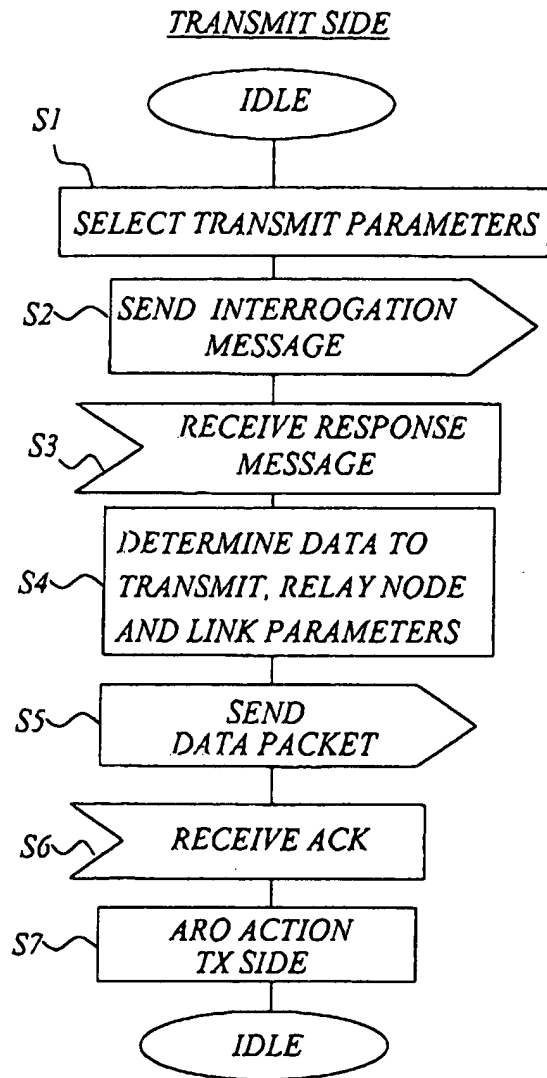 TRANSMIT SIDE
IDLE
S1
SELECT TRANSMIT PARAMETERS
S2
SEND INTERROGATION
MESSAGE
RECEIVE RESPONSE
MESSAGE
S3
DETERMINE DATA TO
TRANSMIT, RELAY NODE
AND LINK PARAMETERS
S4
SEND
DATA PACKET
S5
RECEIVE ACK
S6
ARO ACTION
TX SIDE
S7
IDLE